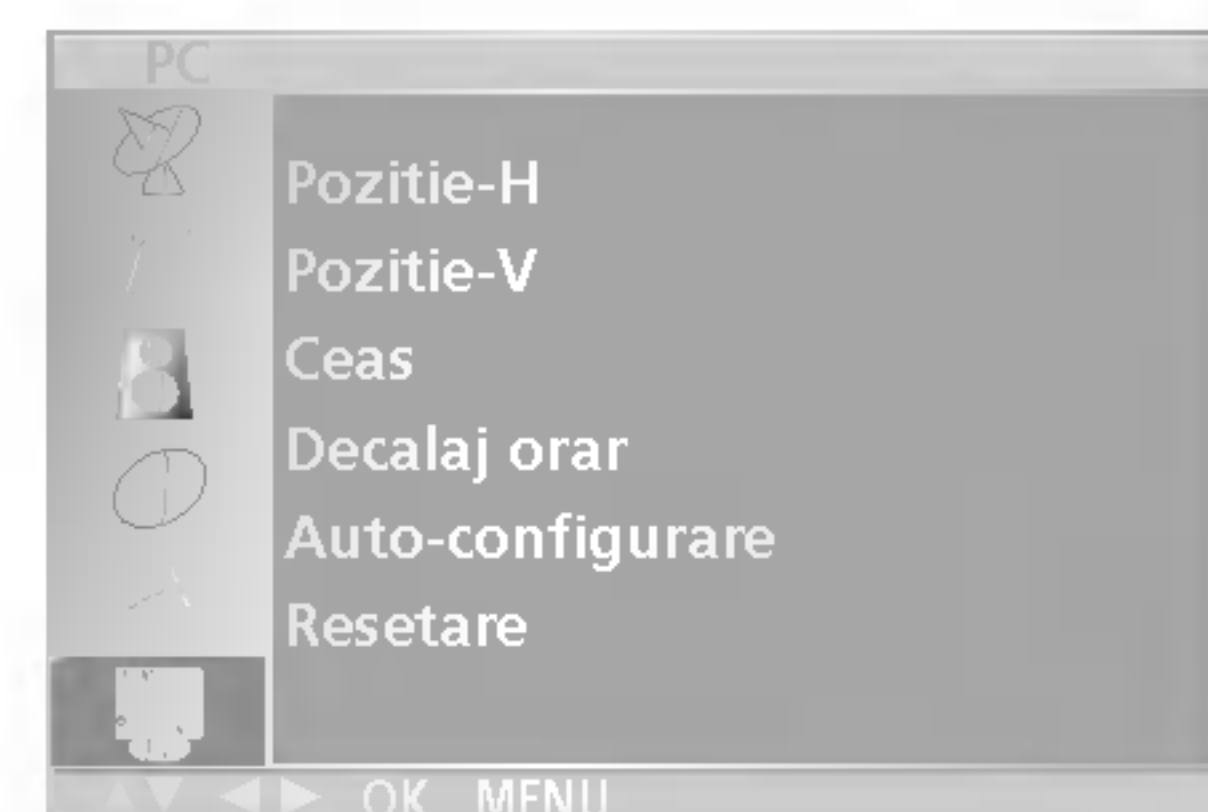 PC
Pozitie-H
Pozitie-V
Ceas
Decalaj orar
Auto-configurare
Resetare
▲▼ ◀ ▶ OK MENU